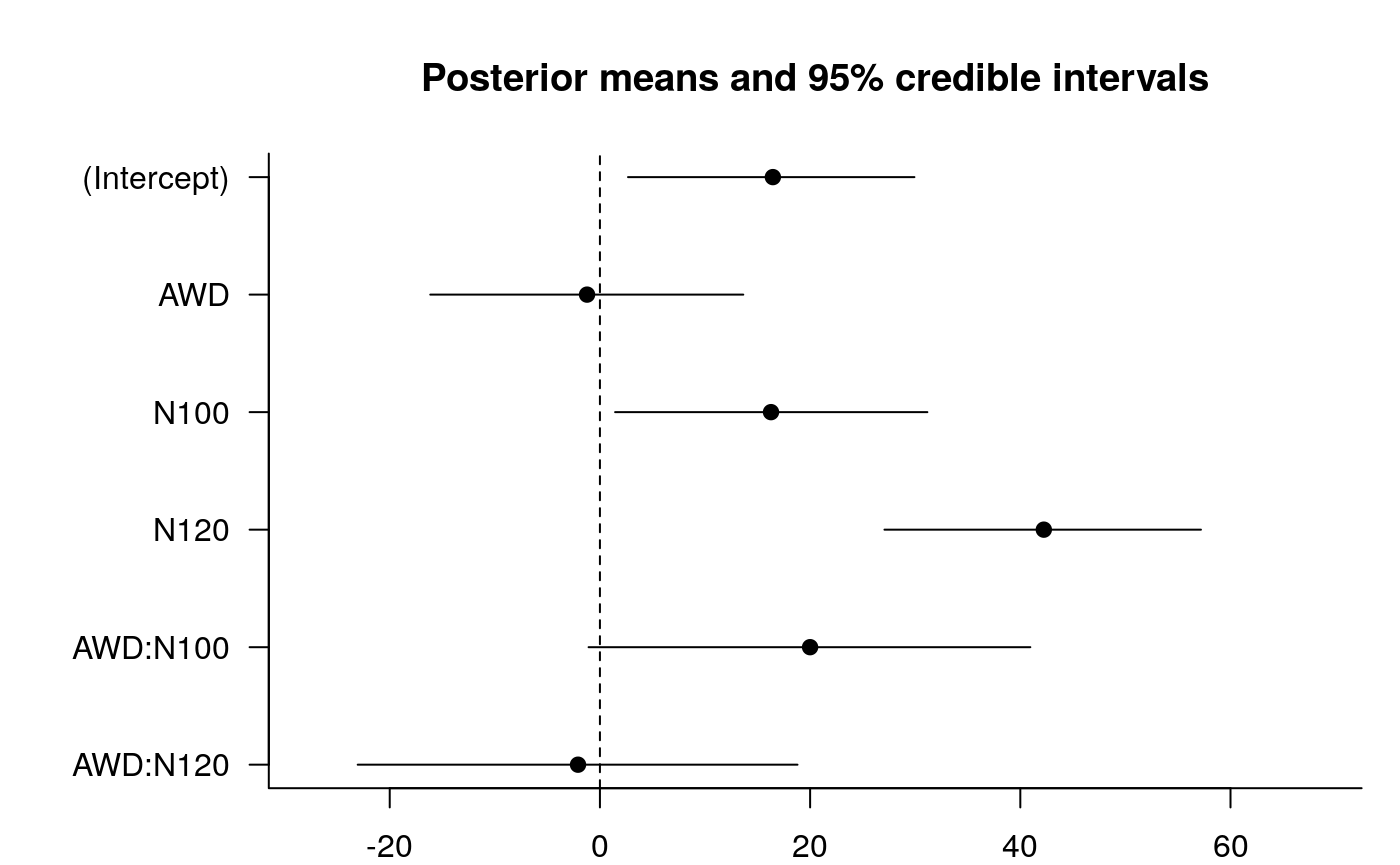 Posterior means and 95% credible intervals
(Intercept)
AWD
N100
N120
AWD:N100
AWD:N120
-20 0 20 40 60